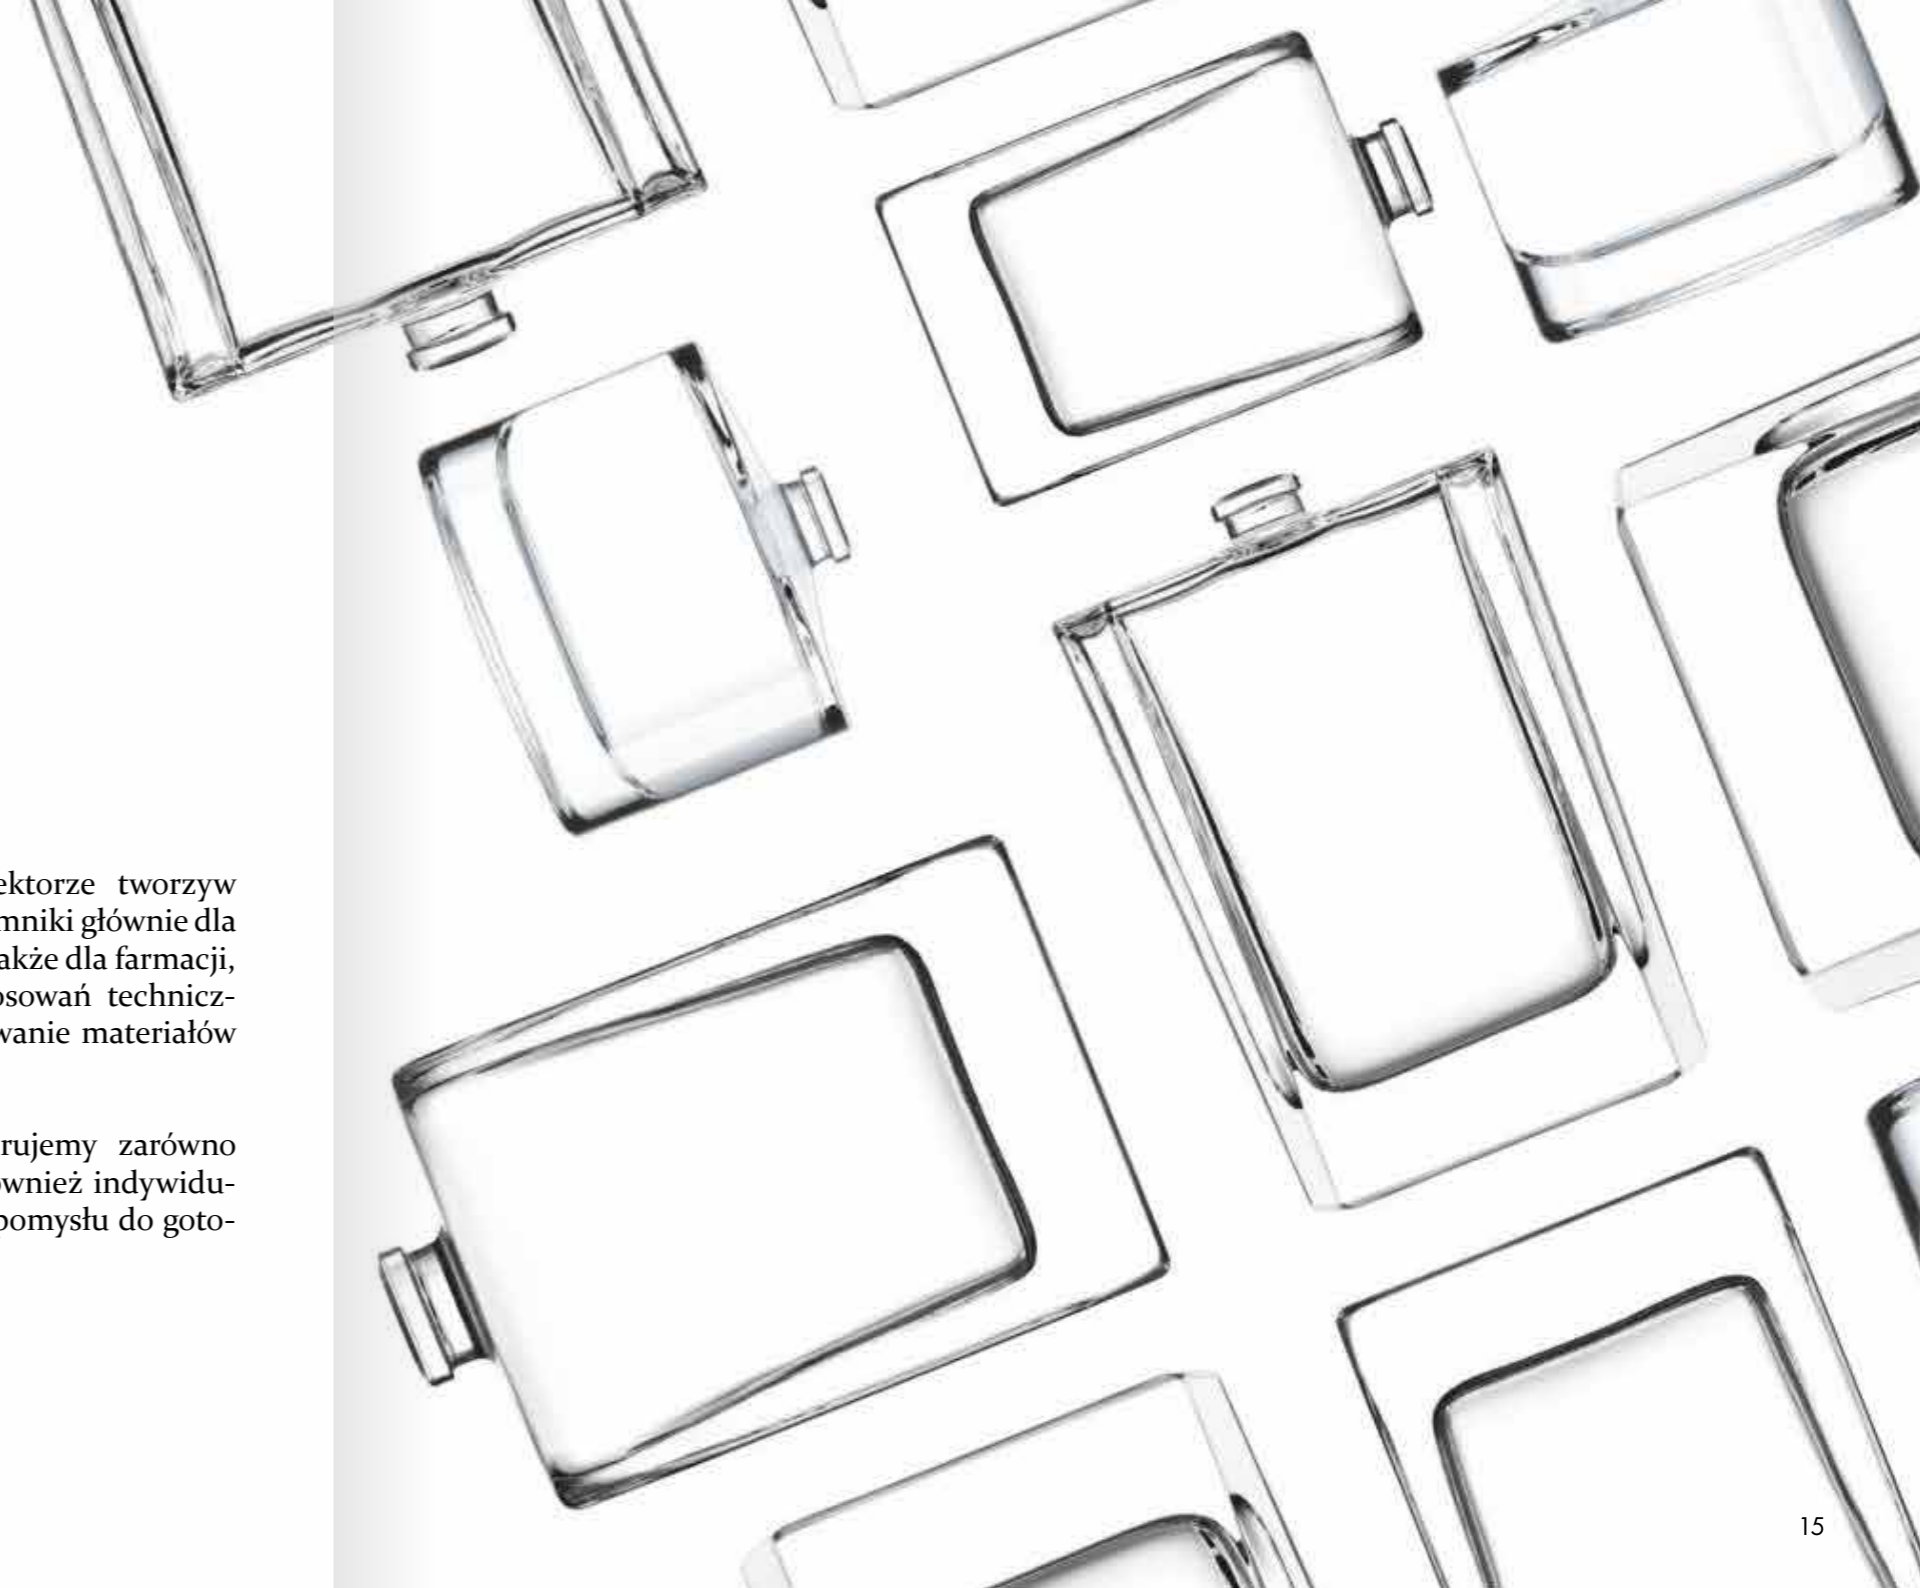 ektorze tworzyw
mniki głównie dla
akże dla farmacji,
osowań technicz-
wanie materiałów
rujemy zarówno
ównież indywidu-
pomysłu do goto-
15